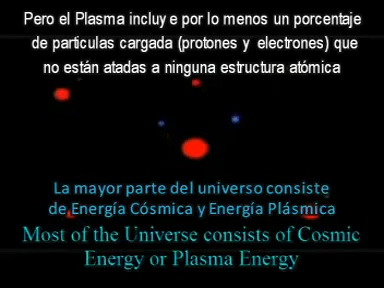 Pero el Plasma incluye por lo menos un porcentaje
de particulas cargada (protones y electrones) que
no están atadas a ninguna estructura atómica
La mayor parte del universo consiste
de Energía Cósmica y Energía Plásmica
Most of the Universe consists of Cosmic
Energy or Plasma Energy